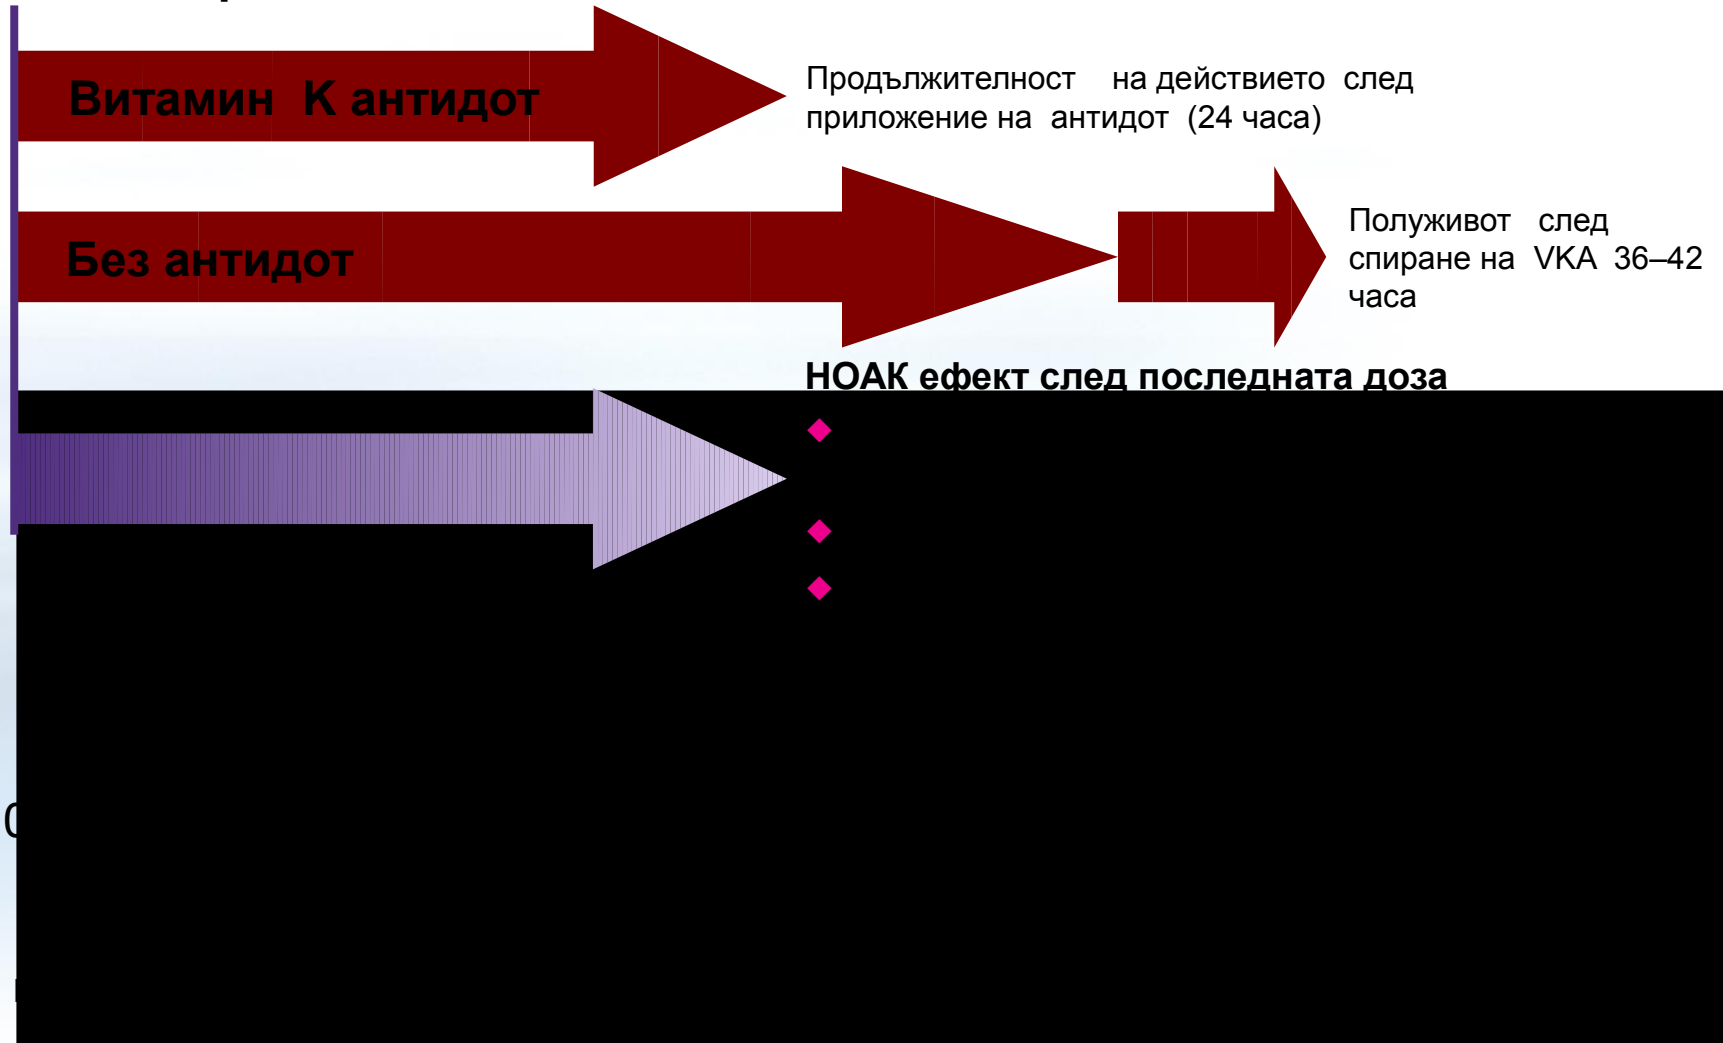 Витамин К антидот
Продължителност на действието след
приложение на антидот (24 часа)
Без антидот
Полуживот след
спиране на VKA 36–42
часа
НОАК ефект след последната доза